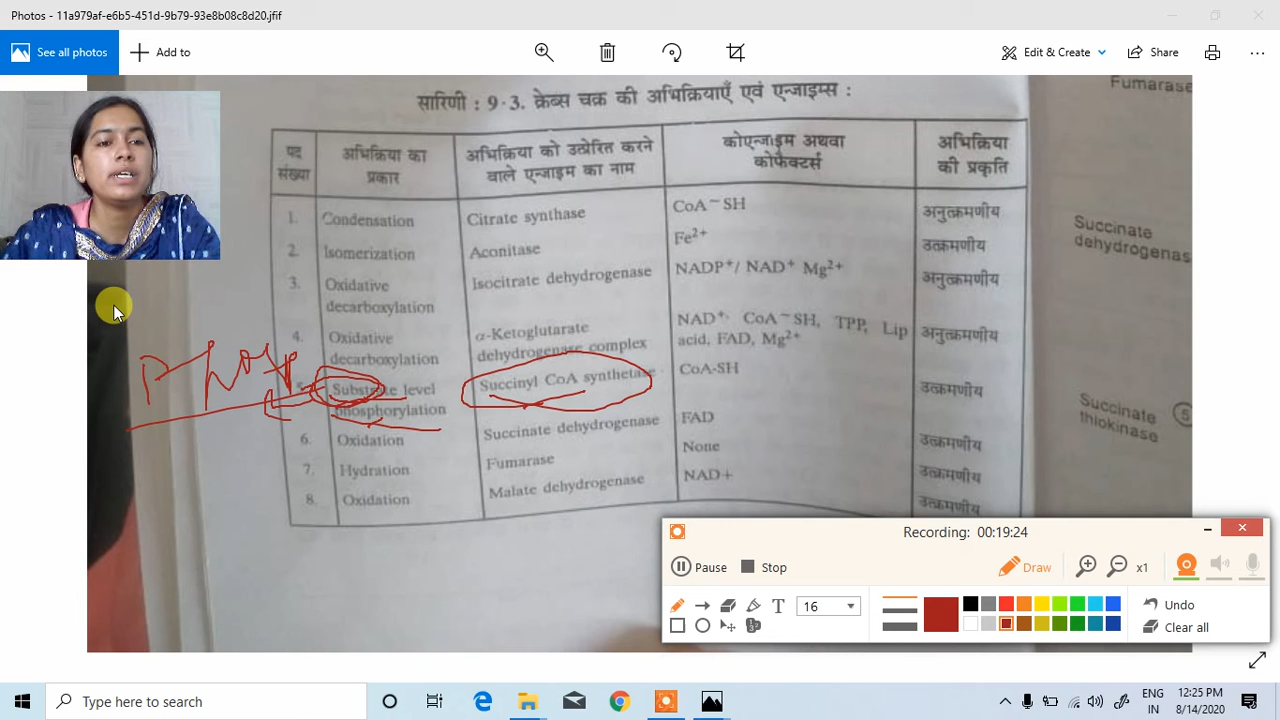 Photos - 11a979af-e6b5-451d-9b79-93e8b08c8d20.jfif
See all photos
Add to
Edit & Create
Share
सारिणी : 9·3. क्रेब्स चक्र की अभिक्रियाएँ एवं एन्जाइम्स :
पद संख्या अभिक्रिया का प्रकार अभिक्रिया को उत्प्रेरित करने वाले एन्जाइम का नाम कोएन्जाइम अथवा कोफैक्टर्स अभिक्रिया की प्रकृति
1. Condensation Citrate synthase CoA~SH अनुत्क्रमणीय
2. Isomerization Aconitase Fe2+ उत्क्रमणीय
3. Oxidative decarboxylation Isocitrate dehydrogenase NADP+/ NAD+ Mg2+ अनुत्क्रमणीय
4. Oxidative decarboxylation α-Ketoglutarate dehydrogenase complex NAD+ CoA~SH, TPP, Lip acid, FAD, Mg2+ अनुत्क्रमणीय
5. Substrate level phosphorylation Succinyl CoA synthetase CoA-SH उत्क्रमणीय
6. Oxidation Succinate dehydrogenase FAD उत्क्रमणीय
7. Hydration Fumarase None उत्क्रमणीय
8. Oxidation Malate dehydrogenase NAD+ उत्क्रमणीय
Fumarase
Succinate
dehydrogenas
Succinate
thiokinase
5
Recording: 00:19:24
Pause Stop Draw x1
T 16 Undo
Clear all
Type here to search
ENG
IN
12:25 PM
8/14/2020